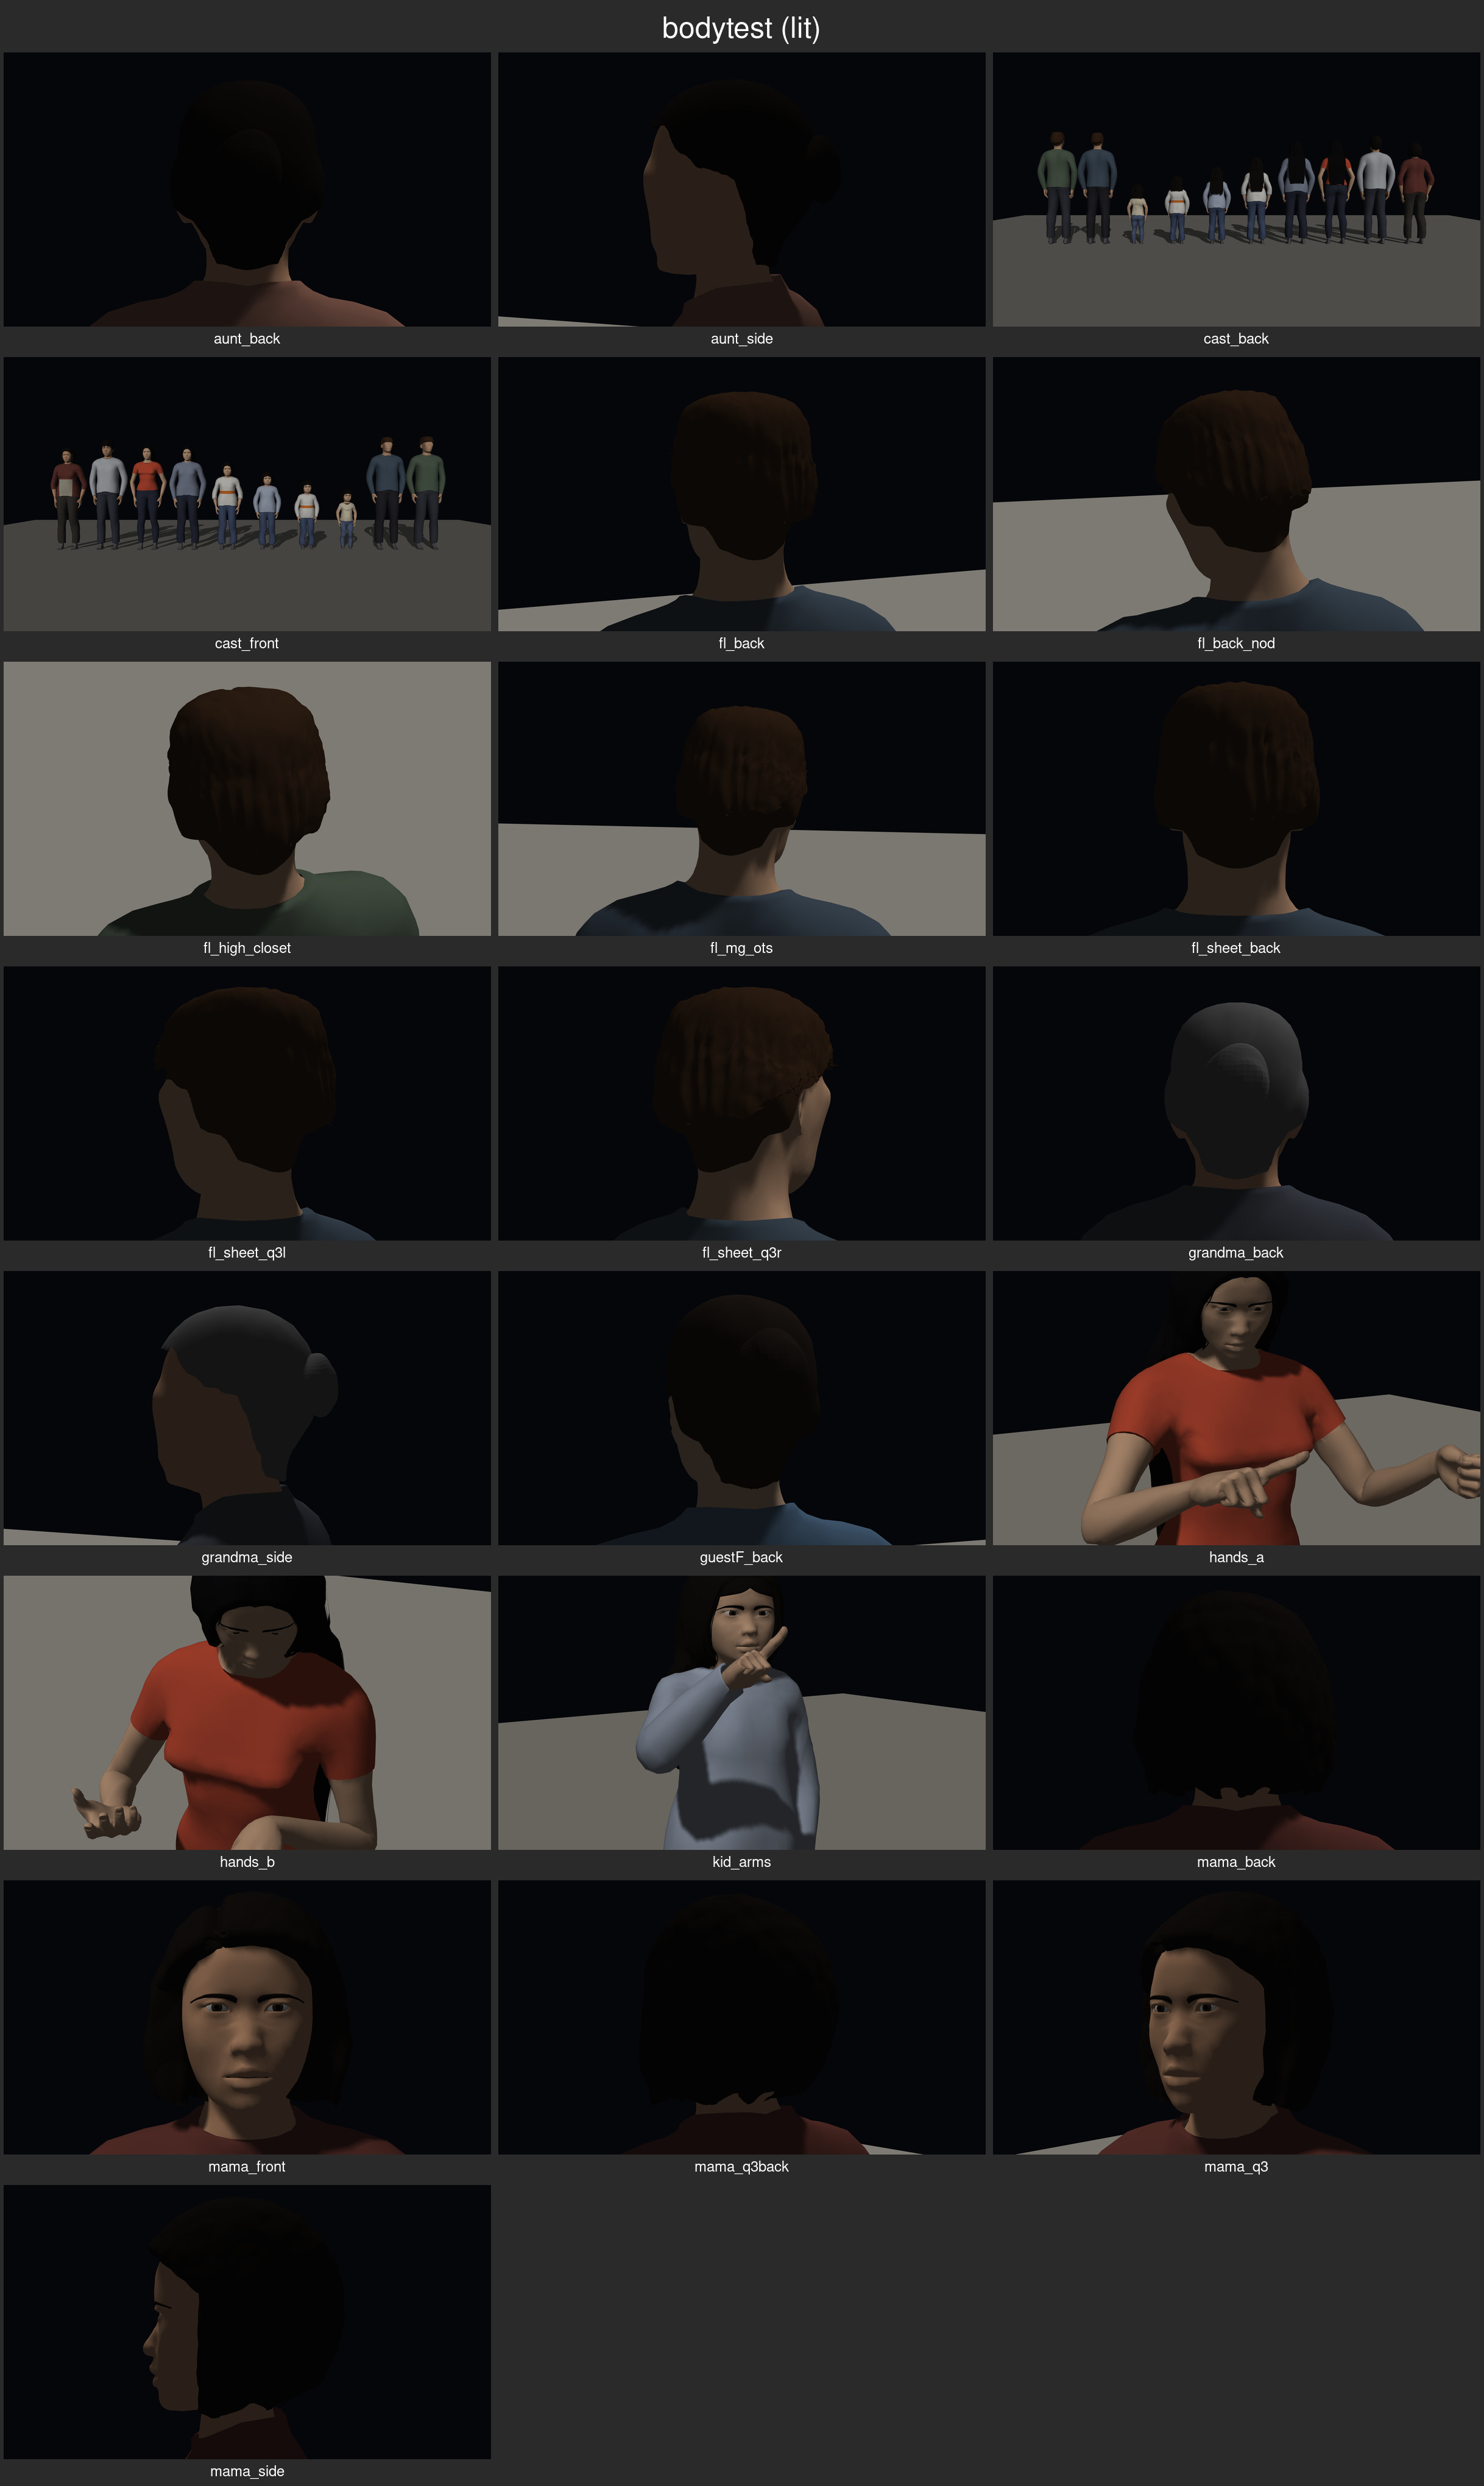 bodytest (lit)
aunt_back
aunt_side
cast_back
cast_front
fl_back
fl_back_nod
fl_high_closet
fl_mg_ots
fl_sheet_back
fl_sheet_q3l
fl_sheet_q3r
grandma_back
grandma_side
guestF_back
hands_a
hands_b
kid_arms
mama_back
mama_front
mama_q3back
mama_q3
mama_side